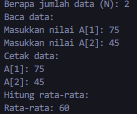 Berapa jumlah data (N): 2
Baca data:
Masukkan nilai A[1]: 75
Masukkan nilai A[2]: 45
Cetak data:
A[1]: 75
A[2]: 45
Hitung rata-rata:
Rata-rata: 60